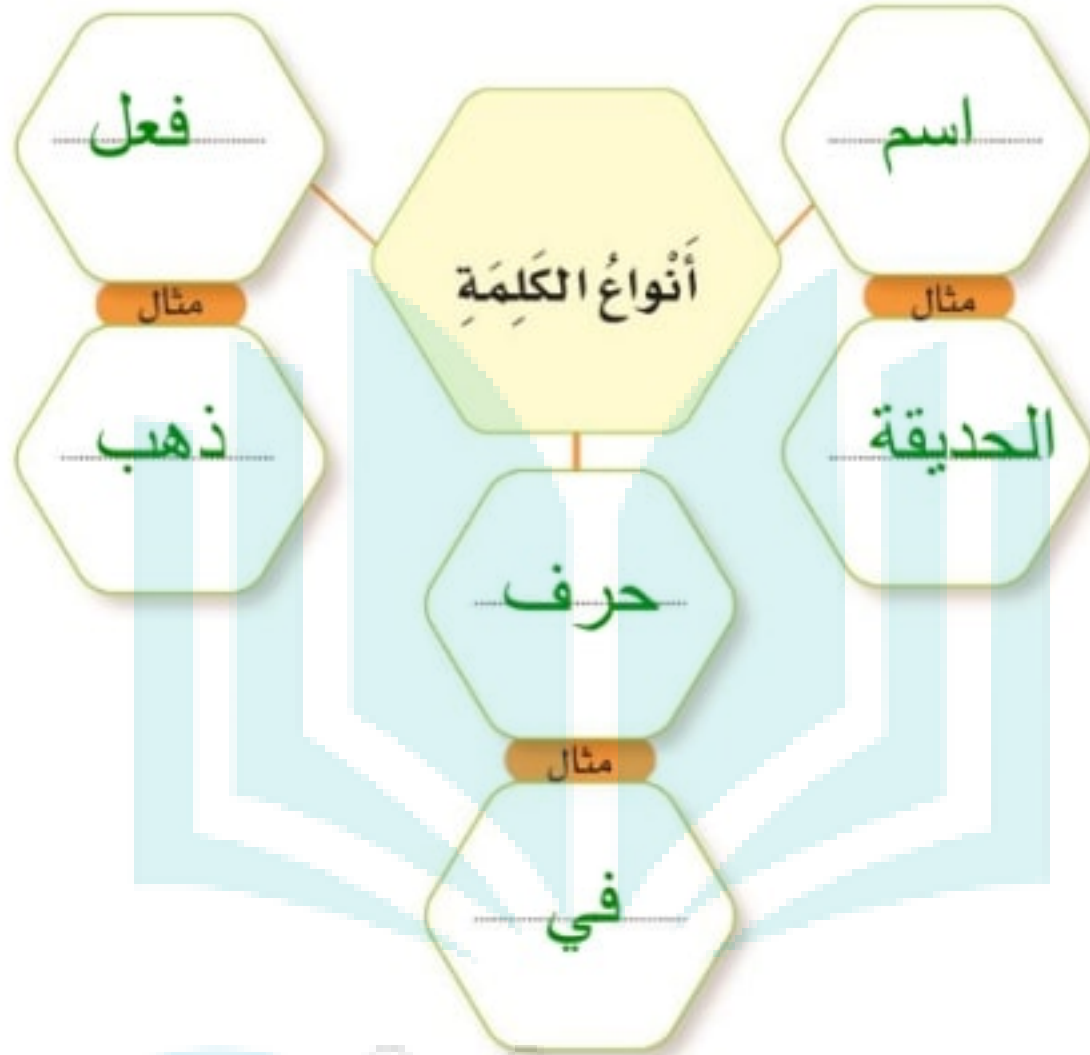 اسم
فعل
أَنْواعُ الكَلِمَةِ
مثال
مثال
الحديقة
ذهب
حرف
مثال
في